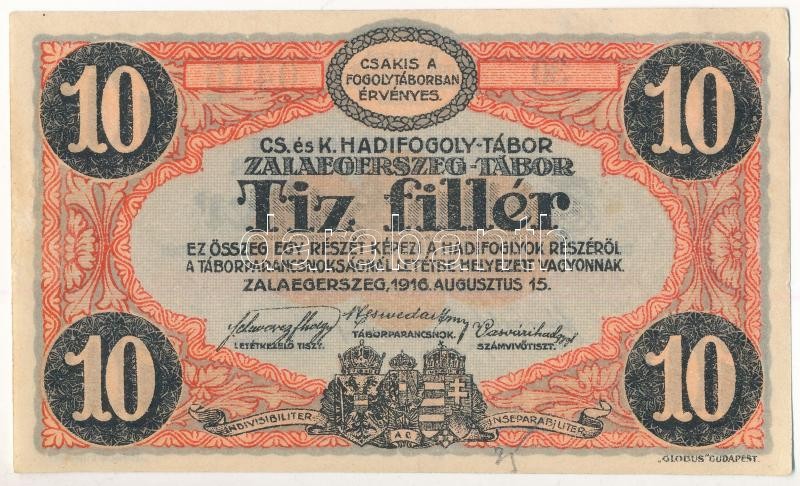 10
10
CSAKIS A
FOGOLYTÁBORBAN
ÉRVÉNYES.
CS. és K. HADIFOGOLY-TÁBOR
ZALAEGERSZEG-TÁBOR
Tiz fillér
darabanth
EZ ÖSSZEG EGY RÉSZÉT KÉPEZI A HADIFOGLYOK RÉSZÉRŐL
A TÁBORPARANCSNOKSÁGNÁL LETÉTBE HELYEZETT VAGYONNAK.
ZALAEGERSZEG, 1916. AUGUSZTUS 15.
LETÉTKEZELŐ TISZT.
TÁBORPARANCSNOK.
SZÁMVIVŐTISZT.
10
10
INDIVISIBILITER
INSEPARABILITER
"GLOBUS" BUDAPEST.